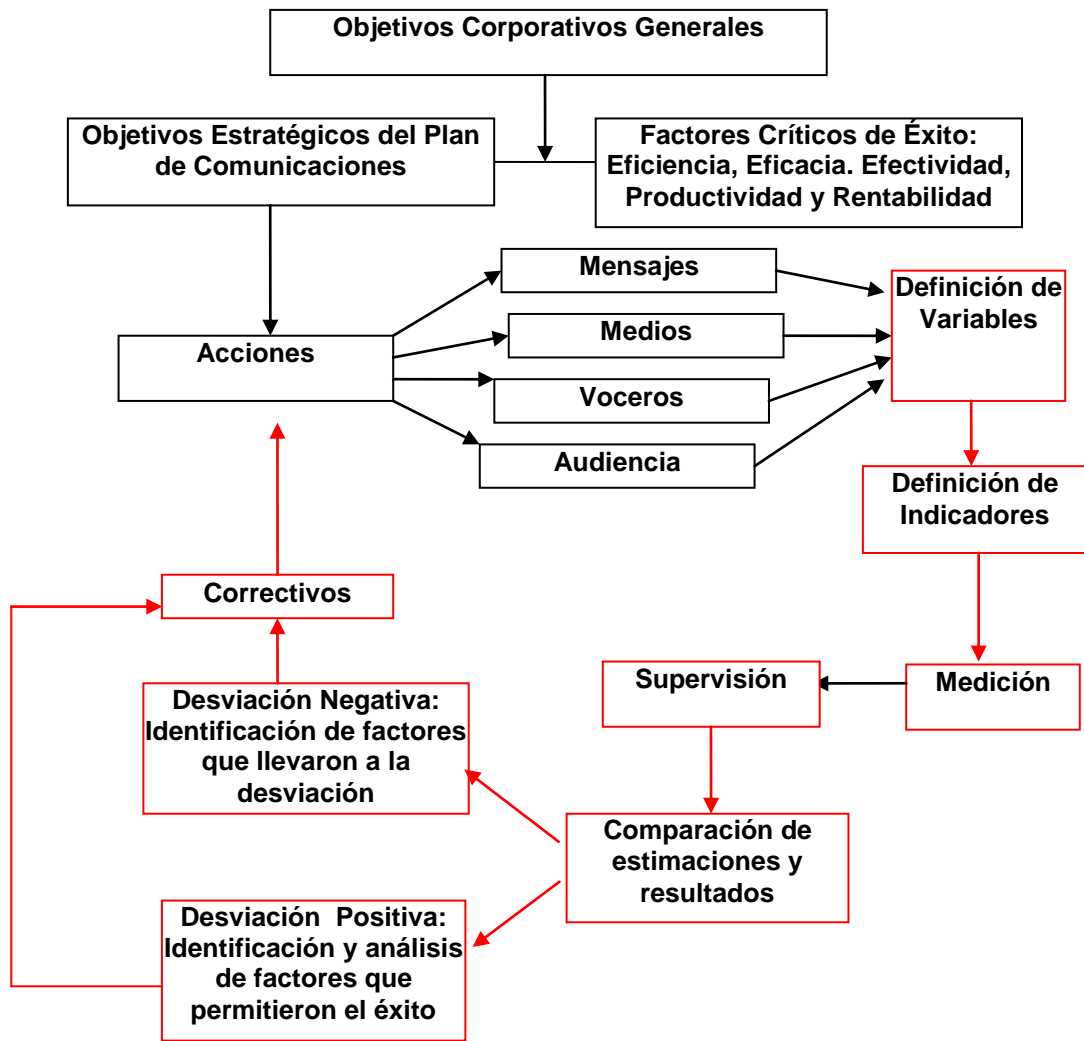 Objetivos Corporativos Generales
Objetivos Estratégicos del Plan
de Comunicaciones
Factores Críticos de Éxito:
Eficiencia, Eficacia. Efectividad,
Productividad y Rentabilidad
Mensajes
Definición de
Variables
Medios
Acciones
Voceros
Audiencia
Definición de
Indicadores
Correctivos
Supervisión
Medición
Desviación Negativa:
Identificación de factores
que llevaron a la
desviación
Comparación de
estimaciones y
resultados
Desviación  Positiva:
Identificación y análisis
de factores que
permitieron el éxito